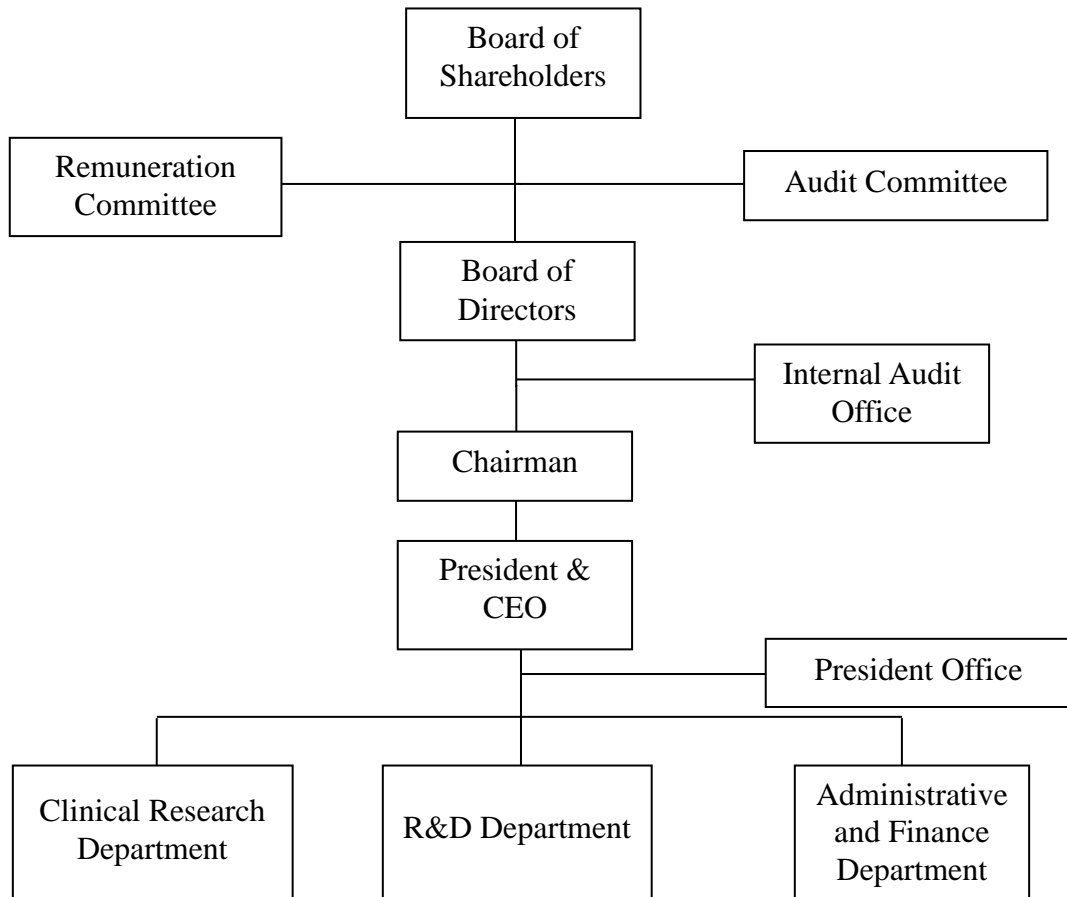 Board of
Shareholders
Remuneration
Committee
Audit Committee
Board of
Directors
Internal Audit
Office
Chairman
President &
CEO
President Office
Clinical Research
Department
R&D Department
Administrative
and Finance
Department